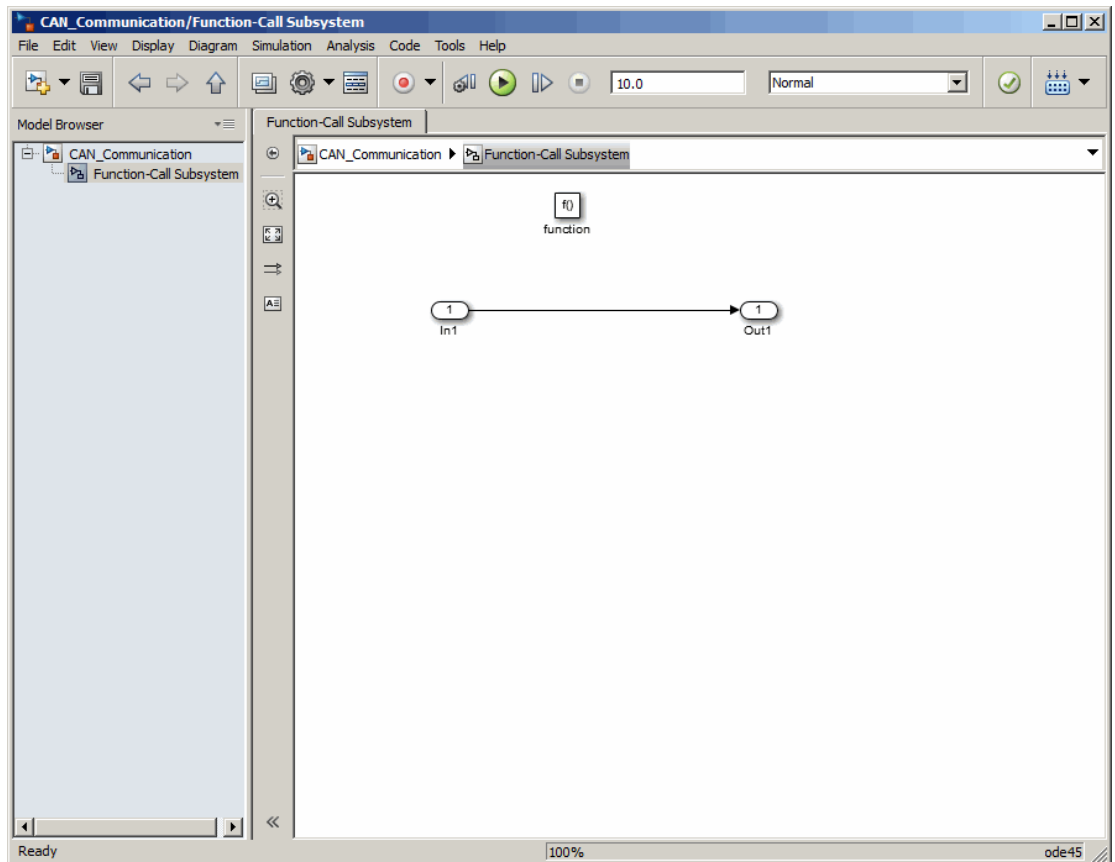 CAN_Communication/Function-Call Subsystem
File Edit View Display Diagram Simulation Analysis Code Tools Help
10.0 Normal
Model Browser
Function-Call Subsystem
CAN_Communication
Function-Call Subsystem
CAN_Communication Function-Call Subsystem
f()
function
1
In1
1
Out1
Ready 100% ode45